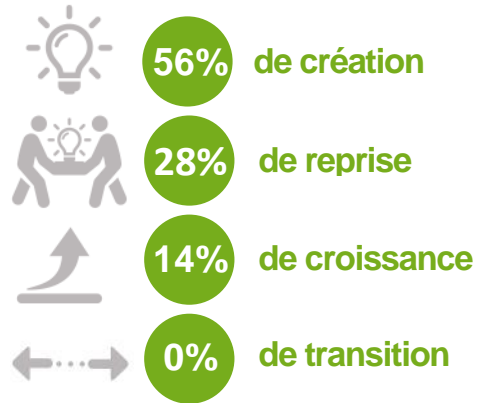 56% de création
28% de reprise
14% de croissance
0% de transition